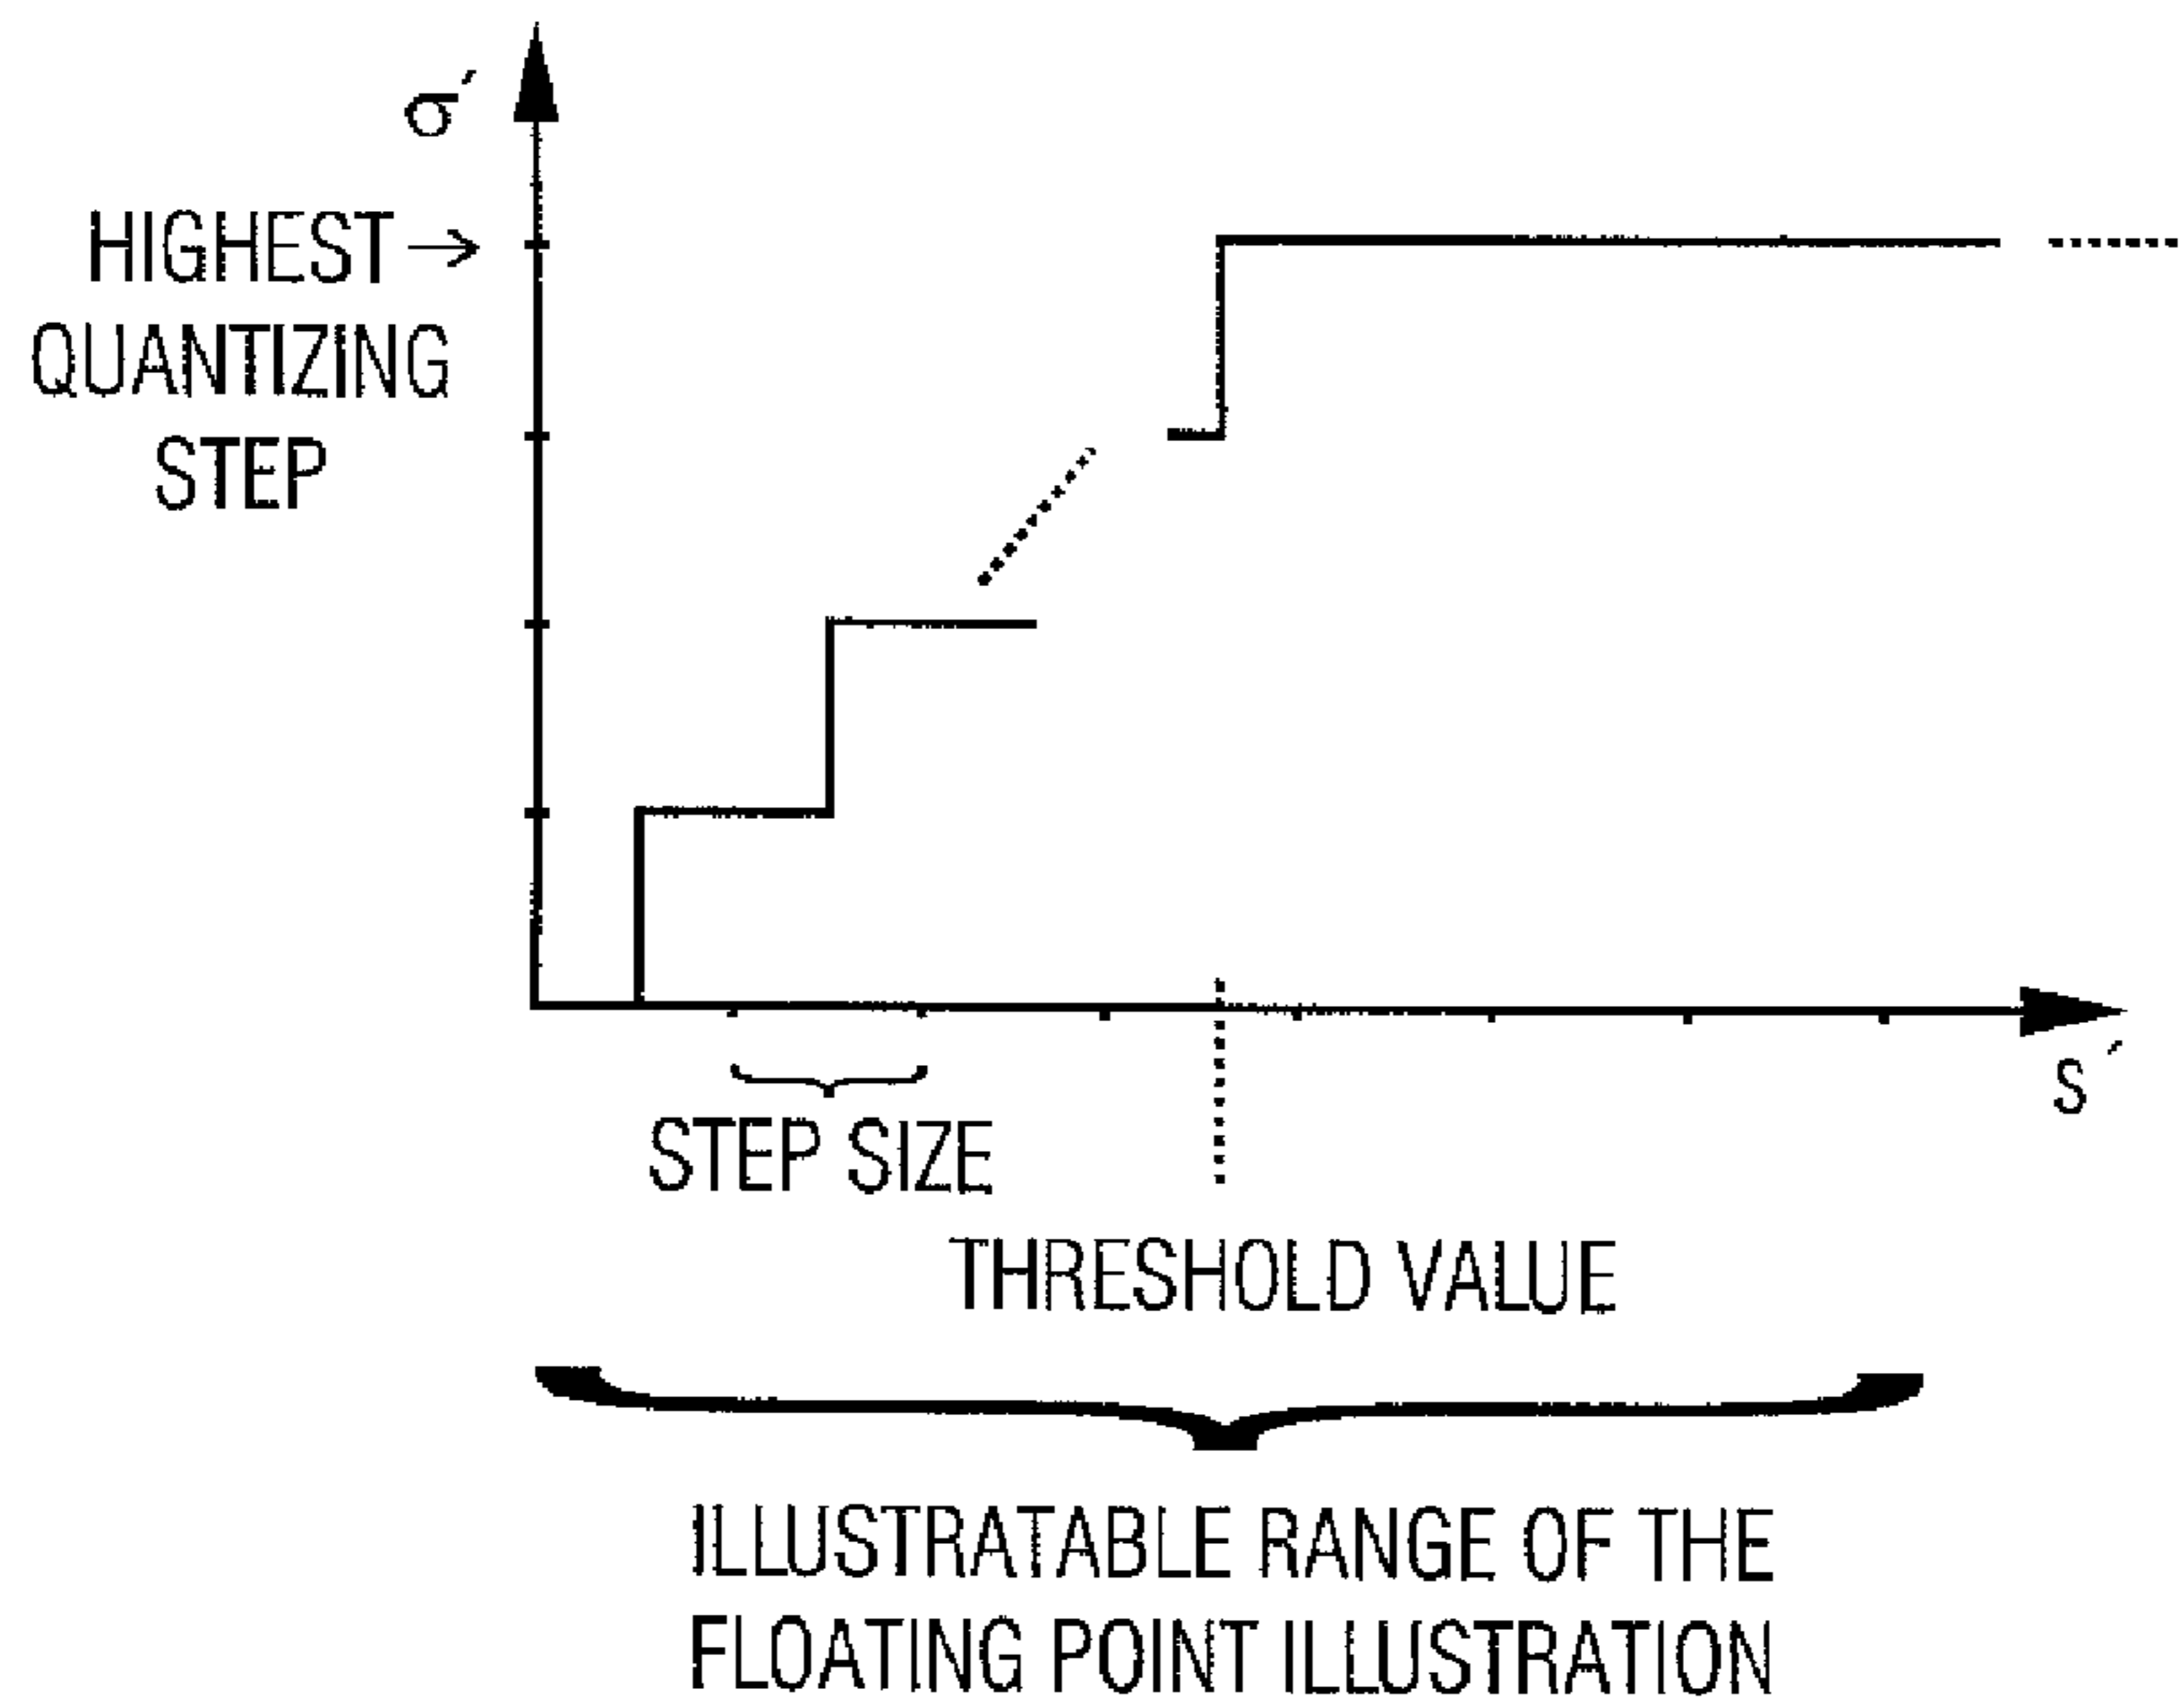 σ′
HIGHEST →
QUANTIZING
STEP
s′
STEP SIZE
THRESHOLD VALUE
ILLUSTRATABLE RANGE OF THE
FLOATING POINT ILLUSTRATION